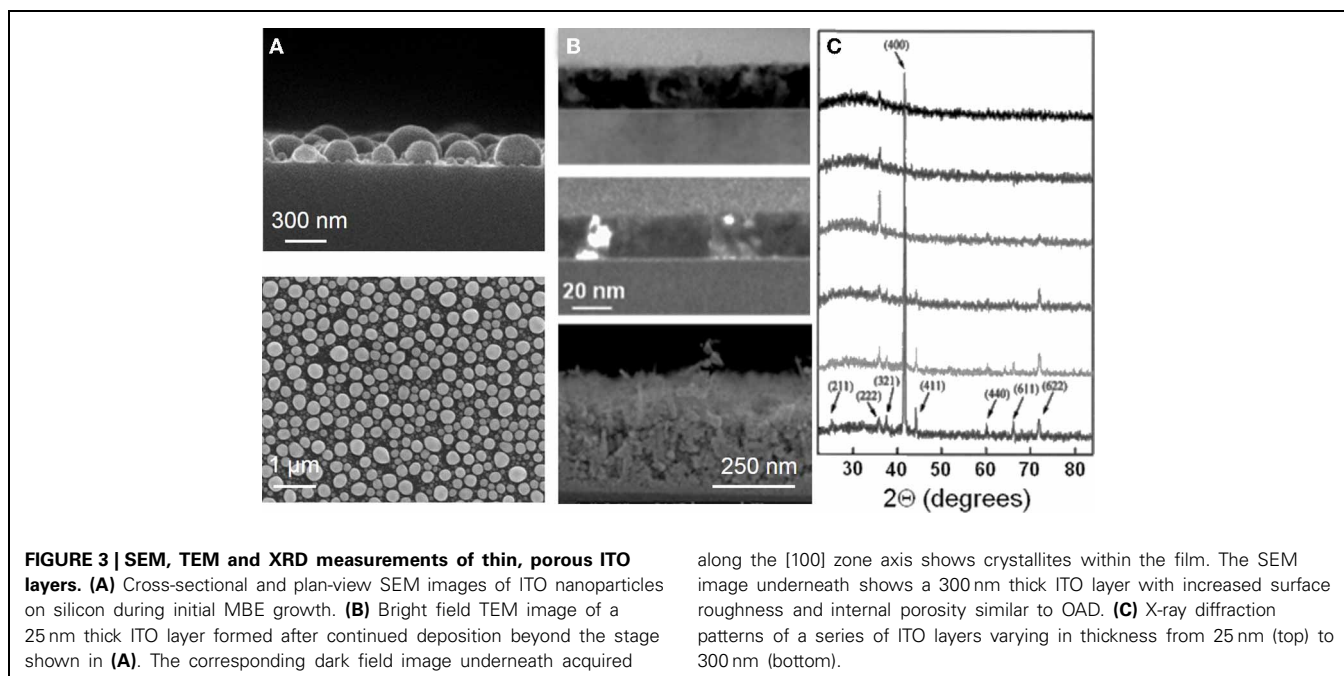 A
300 nm
1 µm
B
20 nm
250 nm
C
(400)
(211)
(222)
(321)
(411)
(440)
(611)
(622)
30 40 50 60 70 80
2Θ (degrees)
FIGURE 3 | SEM, TEM and XRD measurements of thin, porous ITO
layers. (A) Cross-sectional and plan-view SEM images of ITO nanoparticles
on silicon during initial MBE growth. (B) Bright field TEM image of a
25 nm thick ITO layer formed after continued deposition beyond the stage
shown in (A). The corresponding dark field image underneath acquired
along the [100] zone axis shows crystallites within the film. The SEM
image underneath shows a 300 nm thick ITO layer with increased surface
roughness and internal porosity similar to OAD. (C) X-ray diffraction
patterns of a series of ITO layers varying in thickness from 25 nm (top) to
300 nm (bottom).